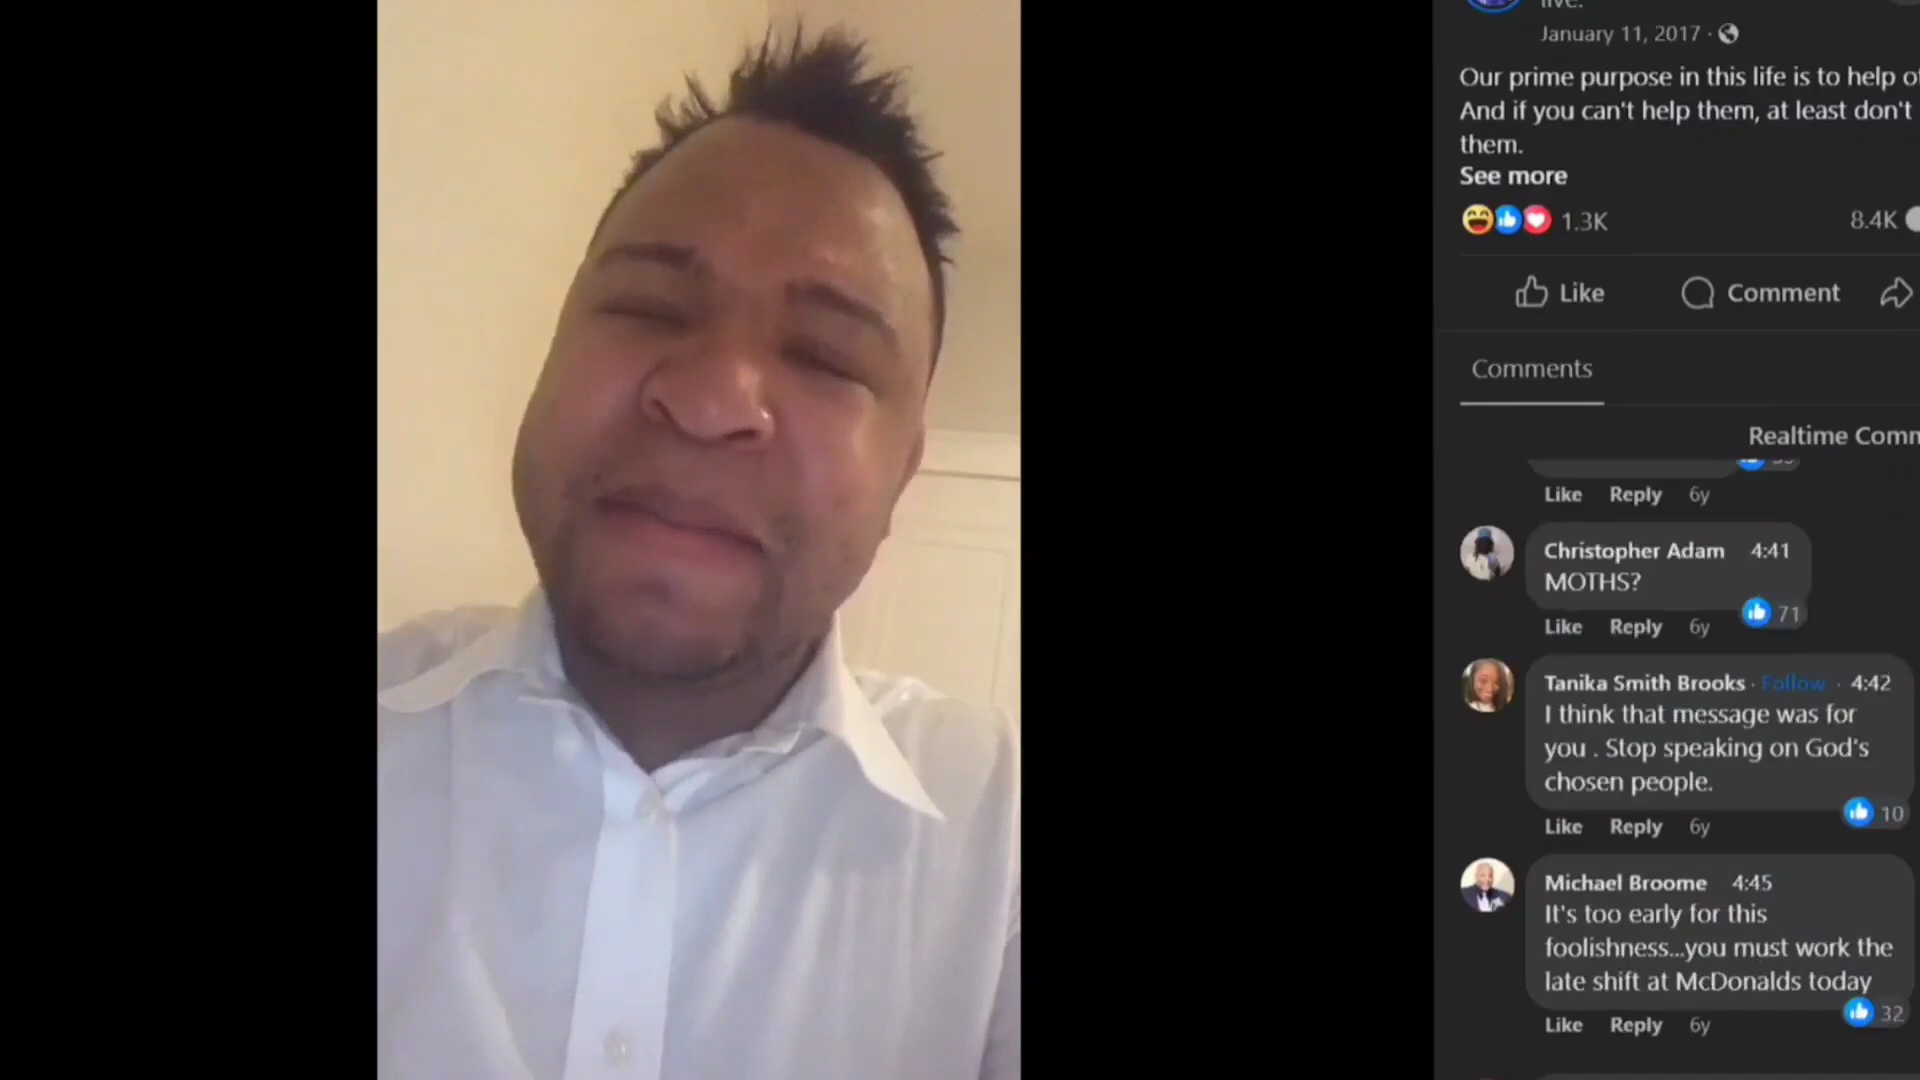 live.
January 11, 2017 ·
Our prime purpose in this life is to help
And if you can't help them, at least don't
them.
See more
1.3K 8.4K
Like Comment
Comments
Realtime
Like Reply 6y
Christopher Adam 4:41
MOTHS?
71
Like Reply 6y
Tanika Smith Brooks · Follow · 4:42
I think that message was for
you . Stop speaking on God's
chosen people.
10
Like Reply 6y
Michael Broome 4:45
It's too early for this
foolishness...you must work the
late shift at McDonalds today
32
Like Reply 6y